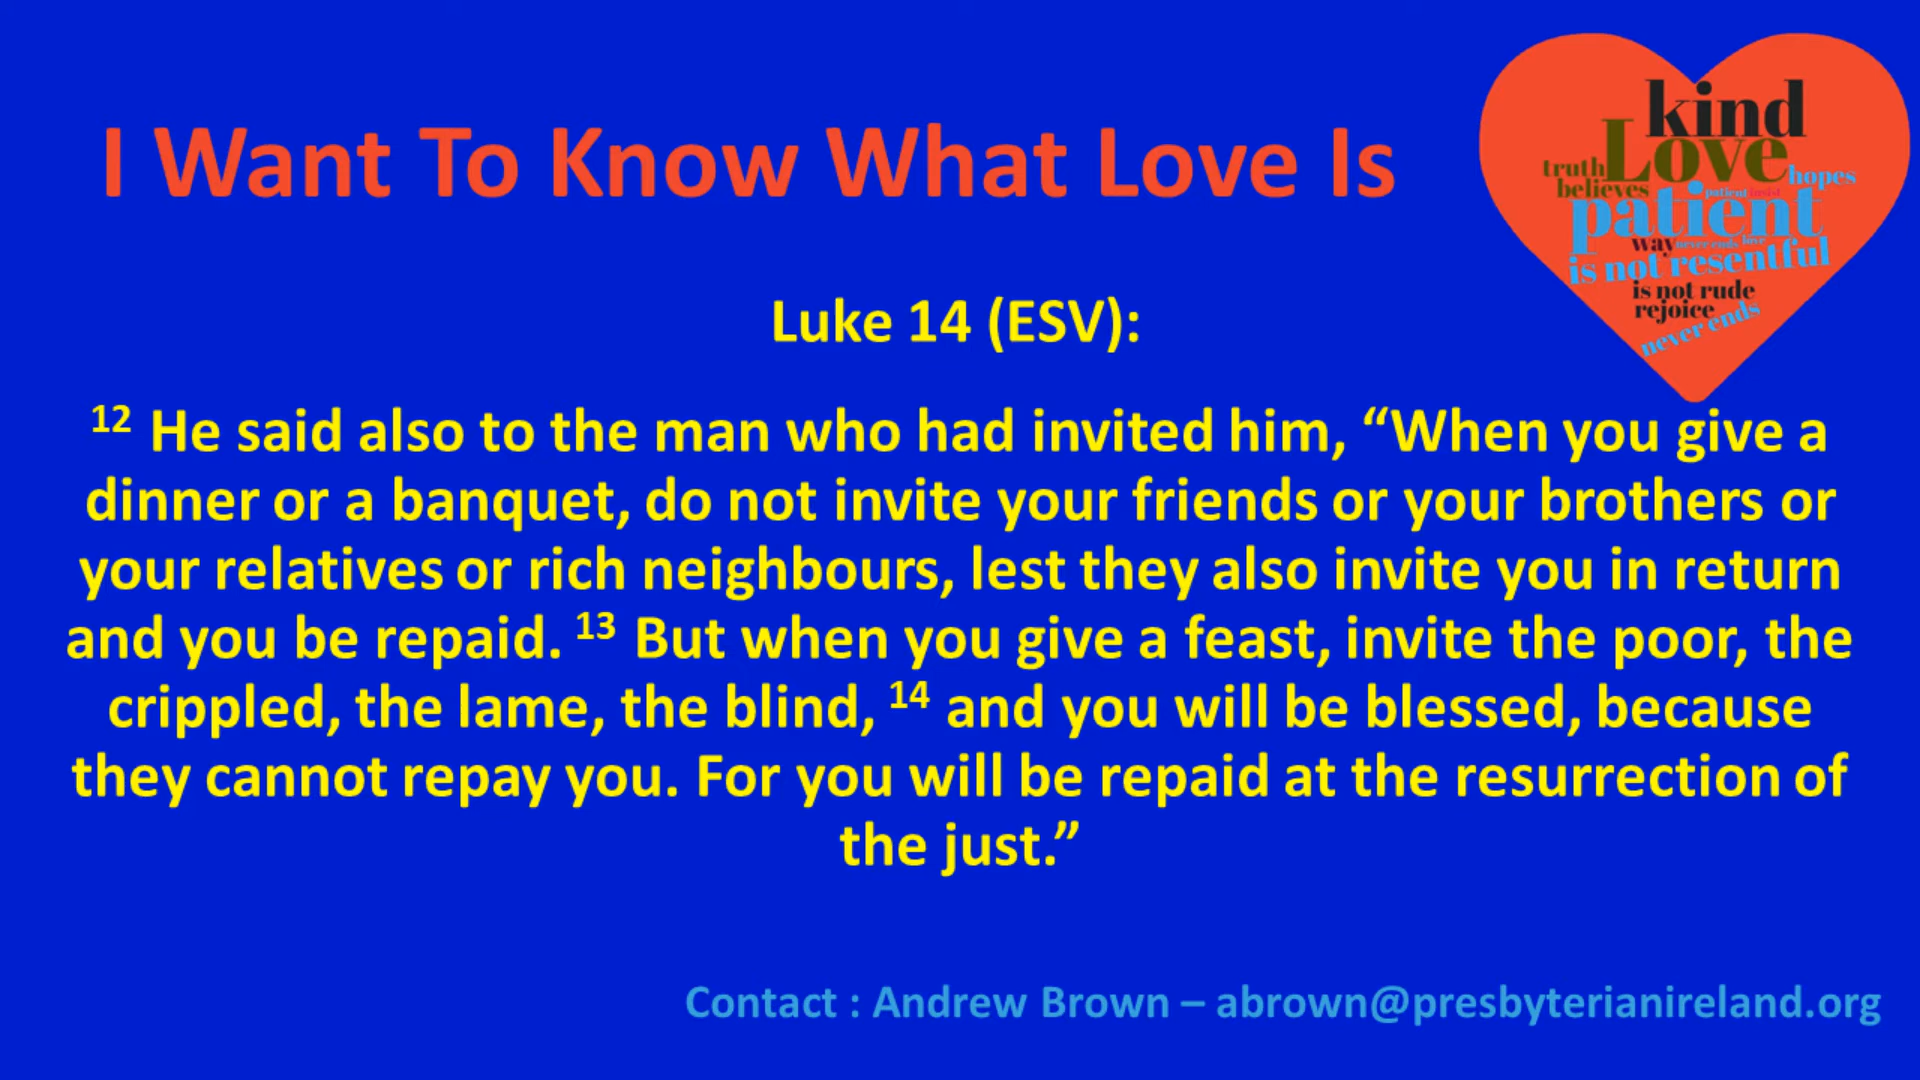 I Want To Know What Love Is
kind
Love
truth
believes
hopes
patient insist
patient
way never ends love
is not resentful
is not rude
rejoice
never ends
Luke 14 (ESV):
12 He said also to the man who had invited him, “When you give a
dinner or a banquet, do not invite your friends or your brothers or
your relatives or rich neighbours, lest they also invite you in return
and you be repaid. 13 But when you give a feast, invite the poor, the
crippled, the lame, the blind, 14 and you will be blessed, because
they cannot repay you. For you will be repaid at the resurrection of
the just.”
Contact : Andrew Brown – abrown@presbyterianireland.org